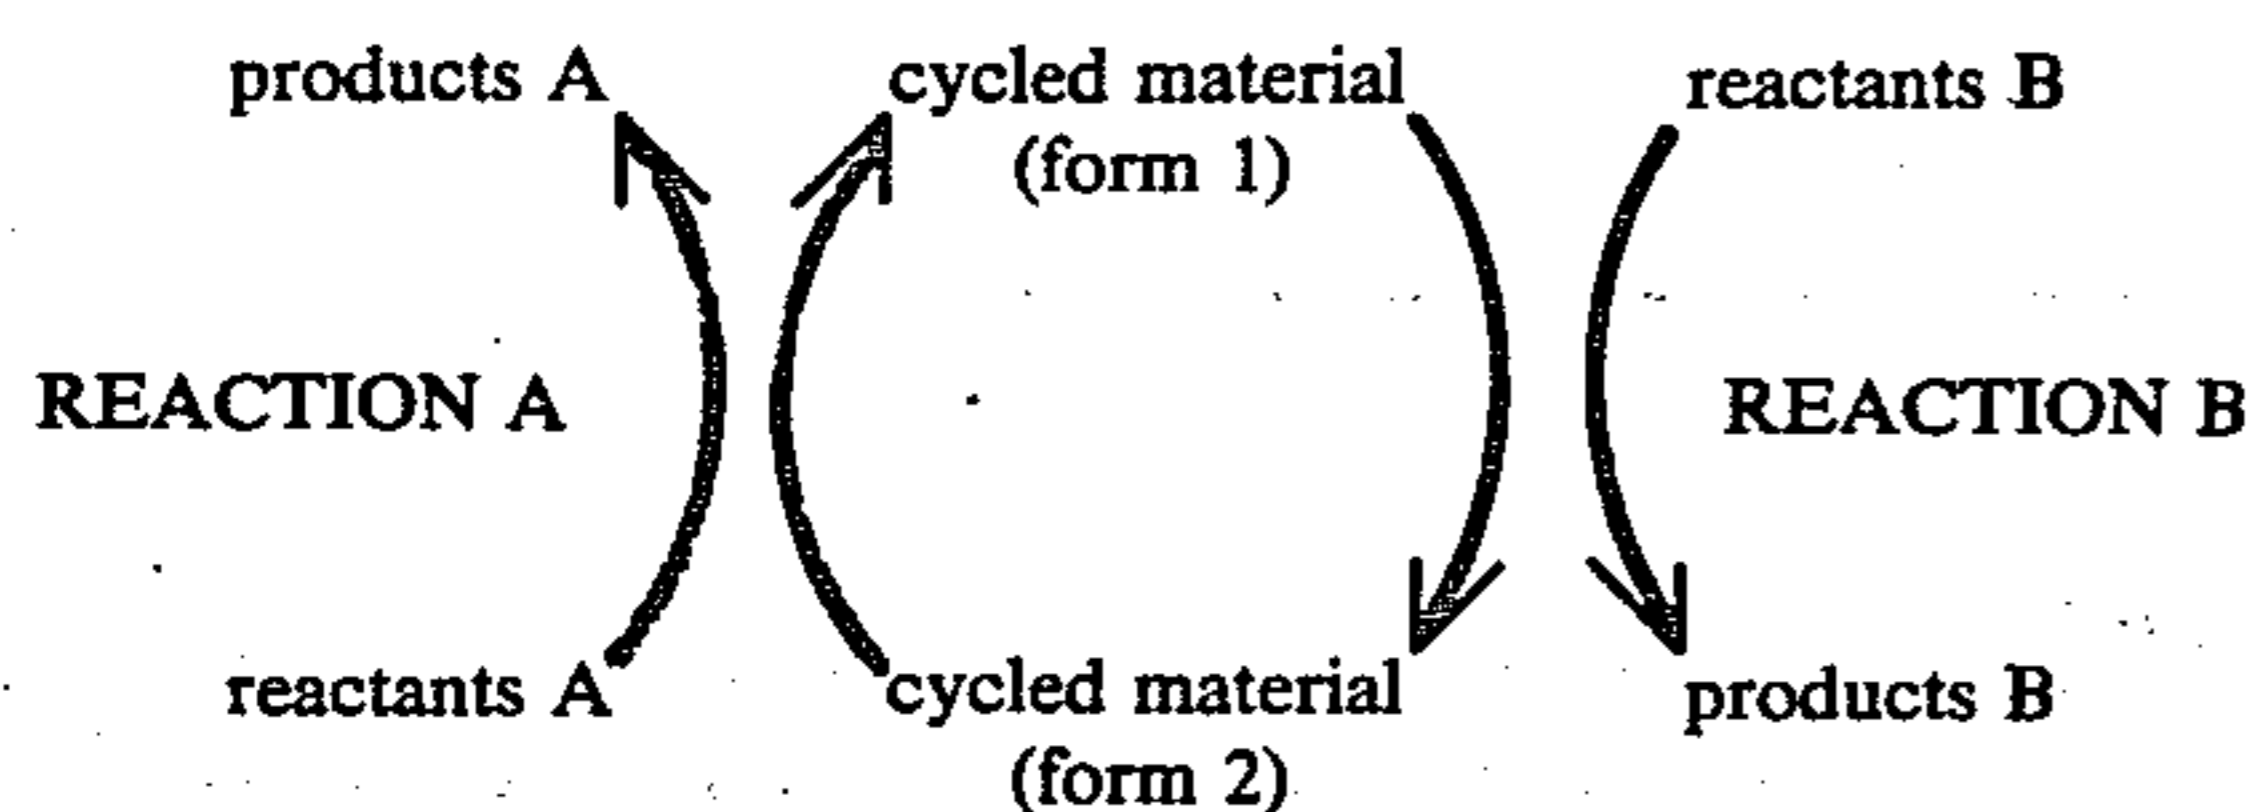 products A cycled material reactants B
(form 1)
REACTION A REACTION B
reactants A cycled material products B
(form 2)